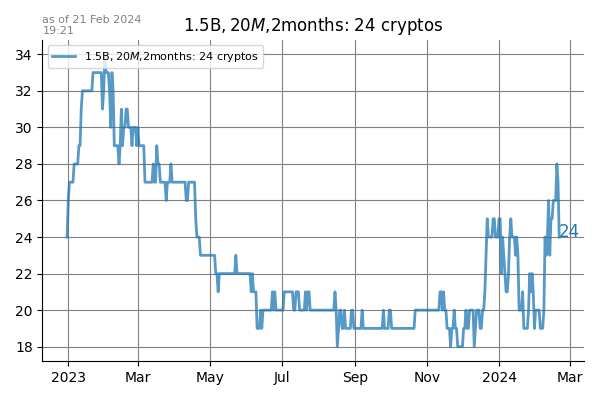 as of 21 Feb 2024
19:21
1.5B, 20M,2months: 24 cryptos
1.5B, 20M,2months: 24 cryptos
34
32
30
28
26
24
22
20
18
24
2023
Mar
May
Jul
Sep
Nov
2024
Mar